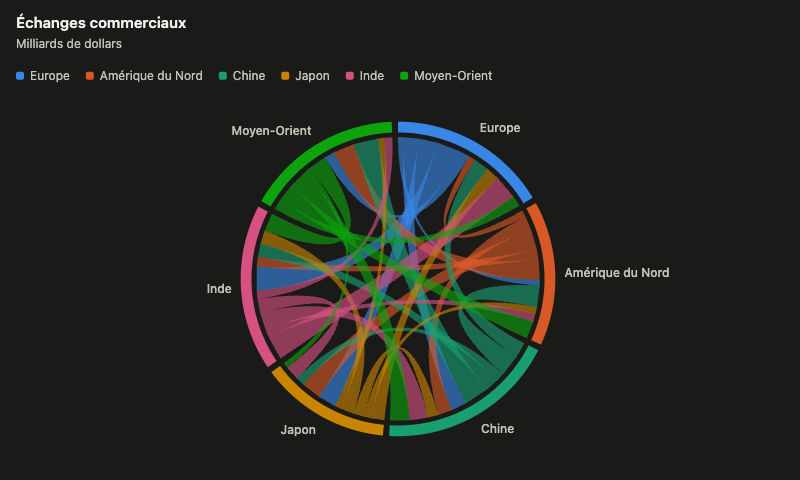 Échanges commerciaux
Milliards de dollars
Europe Amérique du Nord Chine Japon Inde Moyen-Orient
Moyen-Orient
Europe
Amérique du Nord
Inde
Japon
Chine